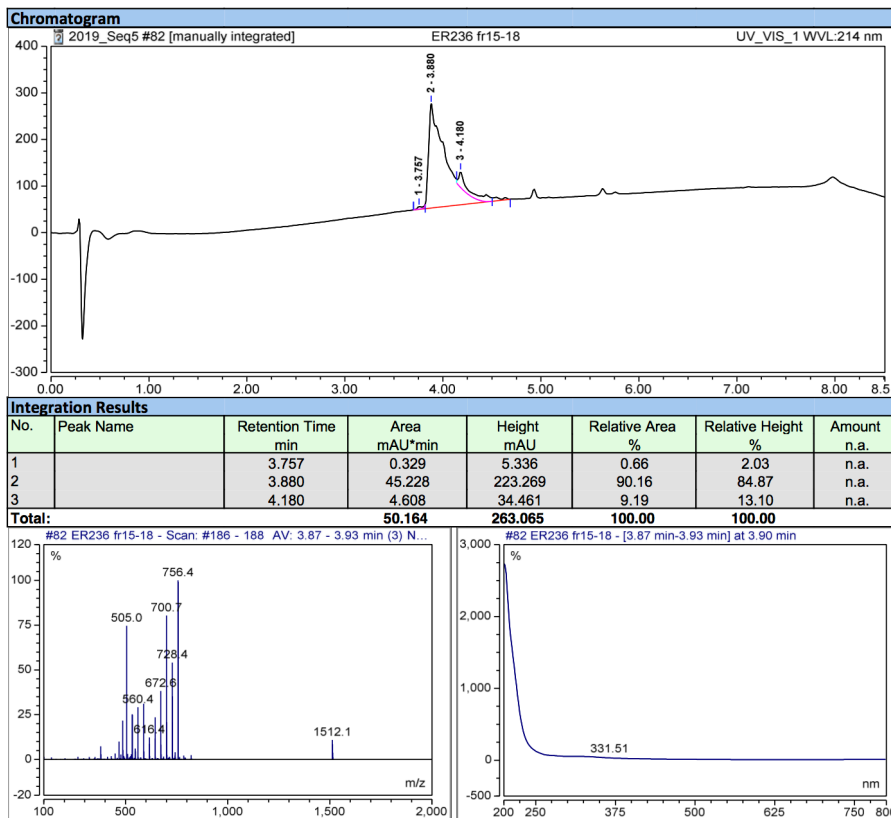 Chromatogram
2019_Seq5 #82 [manually integrated] ER236 fr15-18 UV_VIS_1 WVL:214 nm
400
300
200
100
0
-100
-200
-300
1 - 3.757
2 - 3.880
3 - 4.180
0.00 1.00 2.00 3.00 4.00 5.00 6.00 7.00 8.00 8.5
Integration Results
No. Peak Name Retention Time Area Height Relative Area Relative Height Amount
min mAU*min mAU % % n.a.
1 3.757 0.329 5.336 0.66 2.03 n.a.
2 3.880 45.228 223.269 90.16 84.87 n.a.
3 4.180 4.608 34.461 9.19 13.10 n.a.
Total: 50.164 263.065 100.00 100.00
#82 ER236 fr15-18 - Scan: #186 - 188 AV: 3.87 - 3.93 min (3) N...
120
100
75
50
25
0
-20
%
756.4
700.7
505.0
728.4
672.6
560.4
616.4
1512.1
m/z
100 500 1,000 1,500 2,000
#82 ER236 fr15-18 - [3.87 min-3.93 min] at 3.90 min
3,000
2,000
1,000
0
-500
%
331.51
nm
200 250 375 500 625 750 800